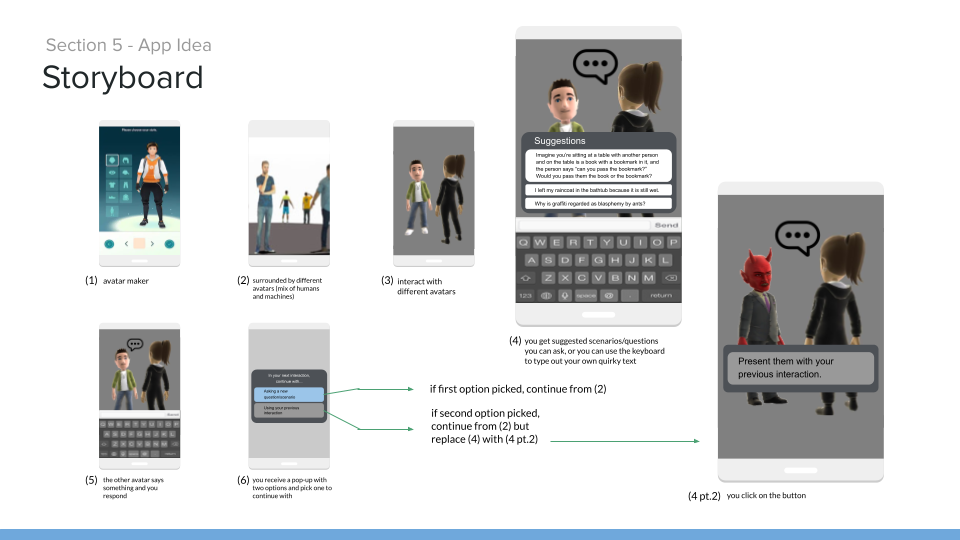 Section 5 - App Idea
Storyboard
Please choose your style.
(1) avatar maker
(2) surrounded by different
avatars (mix of humans
and machines)
(3) interact with
different avatars
Suggestions
Imagine you're sitting at a table with another person
and on the table is a book with a bookmark in it, and
the person says "can you pass the bookmark?"
Would you pass them the book or the bookmark?
I left my raincoat in the bathtub because it is still wet.
Why is graffiti regarded as blasphemy by ants?
Send
Q W E R T Y U I O P
A S D F G H J K L
Z X C V B N M
123 @ . return
(4) you get suggested scenarios/questions
you can ask, or you can use the keyboard
to type out your own quirky text
(5) the other avatar says
something and you
respond
In your next interaction,
continue with...
Asking a new
question/scenario
Using your previous
interaction
(6) you receive a pop-up with
two options and pick one to
continue with
if first option picked, continue from (2)
if second option picked,
continue from (2) but
replace (4) with (4 pt.2)
Present them with your
previous interaction.
(4 pt.2) you click on the button